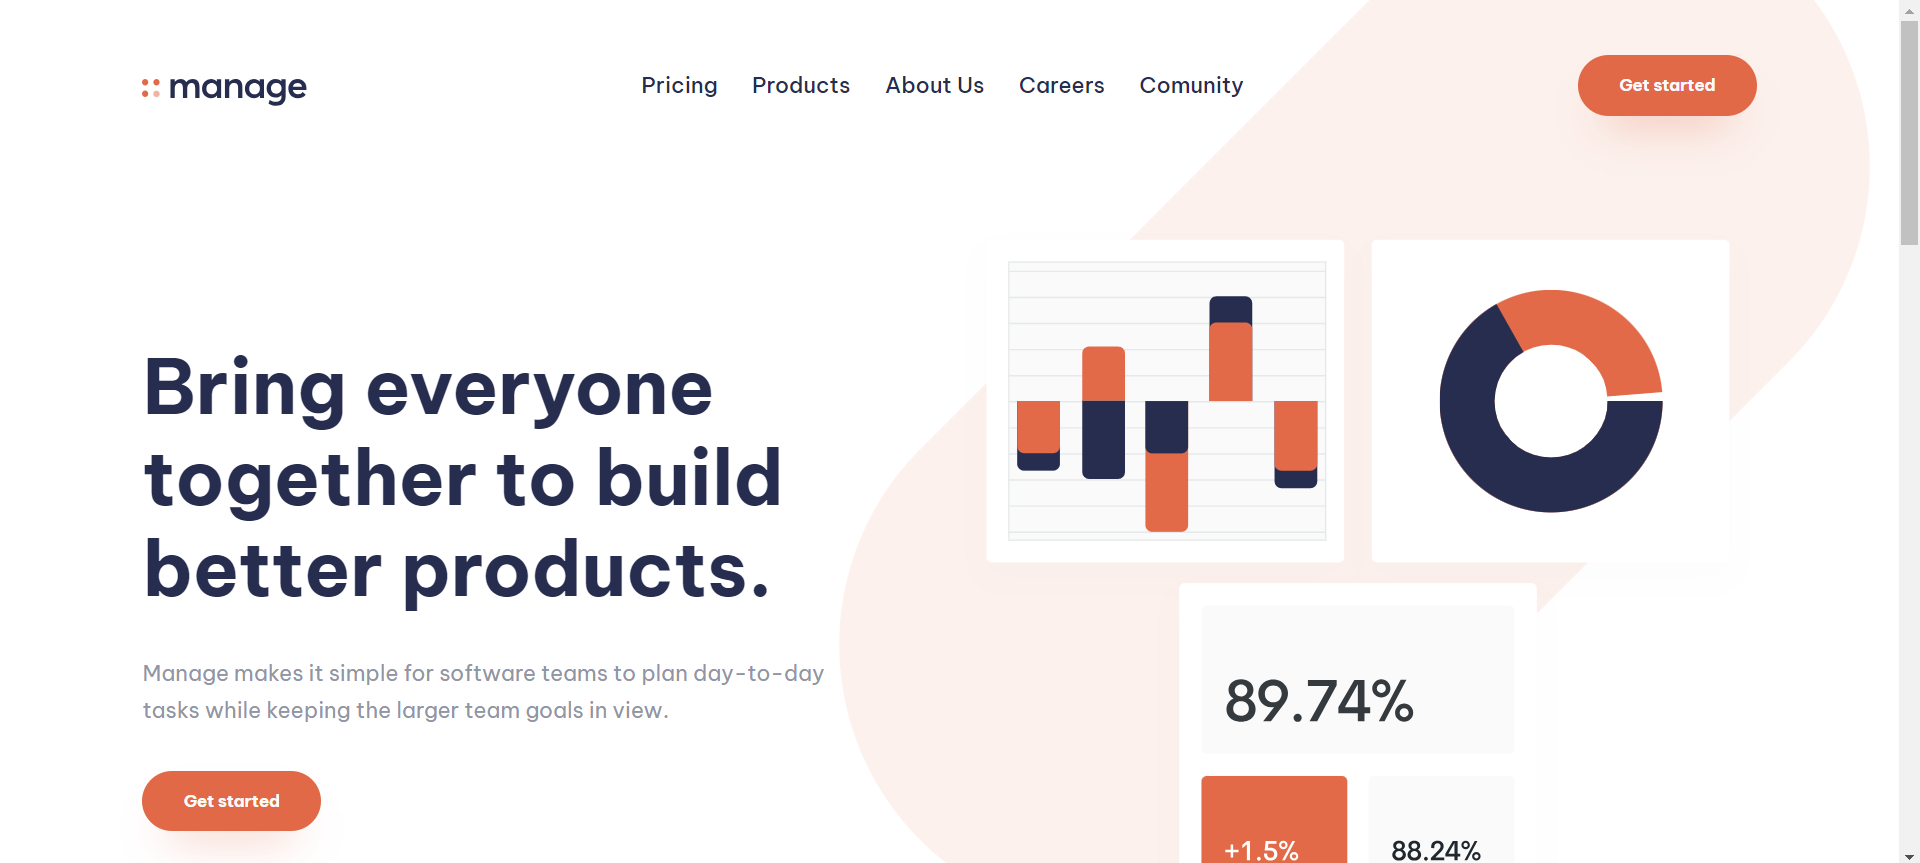 manage
Pricing Products About Us Careers Comunity
Get started
Bring everyone
together to build
better products.
Manage makes it simple for software teams to plan day-to-day
tasks while keeping the larger team goals in view.
Get started
89.74%
+1.5% 88.24%